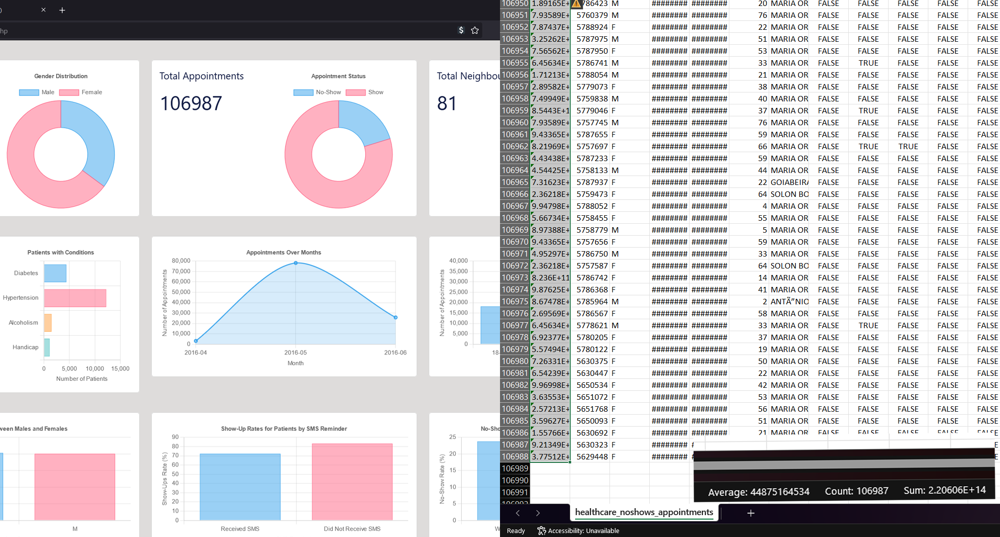 )
hp
$
Gender Distribution
Male Female
Total Appointments
106987
Appointment Status
No-Show Show
Total Neighbou
81
Patients with Conditions
Diabetes
Hypertension
Alcoholism
Handicap
0 5,000 10,000 15,000
Number of Patients
Appointments Over Months
80,000
70,000
60,000
50,000
40,000
30,000
20,000
10,000
0
Number of Appointments
2016-04 2016-05 2016-06
Month
40,000
35,000
30,000
25,000
20,000
15,000
10,000
5,000
0
Number of Appointments
18-
ween Males and Females
M
Show-Up Rates for Patients by SMS Reminder
90
80
70
60
50
40
30
20
10
0
Show-Ups Rate (%)
Received SMS Did Not Receive SMS
No-Sho
25
20
15
10
5
0
No-Show Rate (%)
W
106950 1.89165E+ 786423 M ######## ######## 20 MARIA OR FALSE FALSE FALSE FALSE FALSE
106951 7.93589E+ 5760379 M ######## ######## 76 MARIA OR FALSE FALSE FALSE FALSE FALSE
106952 7.87437E+ 5788924 F ######## ######## 22 MARIA OR FALSE FALSE FALSE FALSE FALSE
106953 3.25262E+ 5787975 M ######## ######## 51 MARIA OR FALSE FALSE FALSE FALSE FALSE
106954 7.56562E+ 5787950 F ######## ######## 53 MARIA OR FALSE FALSE FALSE FALSE FALSE
106955 6.45634E+ 5786741 M ######## ######## 33 MARIA OR FALSE TRUE FALSE FALSE FALSE
106956 1.71213E+ 5788054 M ######## ######## 21 MARIA OR FALSE FALSE FALSE FALSE FALSE
106957 2.89582E+ 5779073 F ######## ######## 38 MARIA OR FALSE FALSE FALSE FALSE FALSE
106958 7.49949E+ 5759838 M ######## ######## 40 MARIA OR FALSE FALSE FALSE FALSE FALSE
106959 8.5443E+1 5779046 F ######## ######## 37 MARIA OR FALSE TRUE FALSE FALSE FALSE
106960 7.93589E+ 5757745 M ######## ######## 76 MARIA OR FALSE FALSE FALSE FALSE FALSE
106961 9.43365E+ 5787655 F ######## ######## 59 MARIA OR FALSE FALSE FALSE FALSE FALSE
106962 8.21969E+ 5757697 F ######## ######## 66 MARIA OR FALSE TRUE TRUE FALSE FALSE
106963 4.43438E+ 5787233 F ######## ######## 59 MARIA OR FALSE FALSE FALSE FALSE FALSE
106964 4.54425E+ 5758133 M ######## ######## 44 MARIA OR FALSE FALSE FALSE FALSE FALSE
106965 7.31623E+ 5787937 F ######## ######## 22 GOIABEIRA FALSE FALSE FALSE FALSE FALSE
106966 2.36218E+ 5759473 F ######## ######## 64 SOLON BO FALSE FALSE FALSE FALSE FALSE
106967 9.94798E+ 5788052 F ######## ######## 4 MARIA OR FALSE FALSE FALSE FALSE FALSE
106968 5.66734E+ 5758455 F ######## ######## 55 MARIA OR FALSE FALSE FALSE FALSE FALSE
106969 8.97388E+ 5758779 M ######## ######## 5 MARIA OR FALSE FALSE FALSE FALSE FALSE
106970 9.43365E+ 5757656 F ######## ######## 59 MARIA OR FALSE FALSE FALSE FALSE FALSE
106971 4.95297E+ 5786750 M ######## ######## 33 MARIA OR FALSE FALSE FALSE FALSE FALSE
106972 2.36218E+ 5757587 F ######## ######## 64 SOLON BO FALSE FALSE FALSE FALSE FALSE
106973 8.236E+11 5786742 F ######## ######## 14 MARIA OR FALSE FALSE FALSE FALSE FALSE
106974 9.87625E+ 5786368 F ######## ######## 41 MARIA OR FALSE FALSE FALSE FALSE FALSE
106975 8.67478E+ 5785964 M ######## ######## 2 ANTÃ”NIO FALSE FALSE FALSE FALSE FALSE
106976 2.69569E+ 5786567 F ######## ######## 58 MARIA OR FALSE FALSE FALSE FALSE FALSE
106977 6.45634E+ 5778621 M ######## ######## 33 MARIA OR FALSE TRUE FALSE FALSE FALSE
106978 6.92377E+ 5780205 F ######## ######## 37 MARIA OR FALSE FALSE FALSE FALSE FALSE
106979 5.57494E+ 5780122 F ######## ######## 19 MARIA OR FALSE FALSE FALSE FALSE FALSE
106980 7.26331E+ 5630375 F ######## ######## 50 MARIA OR FALSE FALSE FALSE FALSE FALSE
106981 6.54239E+ 5630447 F ######## ######## 22 MARIA OR FALSE FALSE FALSE FALSE FALSE
106982 9.96998E+ 5650534 F ######## ######## 42 MARIA OR FALSE FALSE FALSE FALSE FALSE
106983 3.63553E+ 5651072 F ######## ######## 53 MARIA OR FALSE FALSE FALSE FALSE FALSE
106984 2.57213E+ 5651768 F ######## ######## 56 MARIA OR FALSE FALSE FALSE FALSE FALSE
106985 3.59627E+ 5650093 F ######## ######## 51 MARIA OR FALSE FALSE FALSE FALSE FALSE
106986 1.55766E+ 5630692 F ######## ######## 21 MARIA OR FALSE FALSE FALSE FALSE FALSE
106987 9.21349E+ 5630323 F ######## # E
106988 3.77512E+ 5629448 F ######## # E
106989
106990
106991
Average: 44875164534 Count: 106987 Sum: 2.20606E+14
healthcare_noshows_appointments
Ready Accessibility: Unavailable